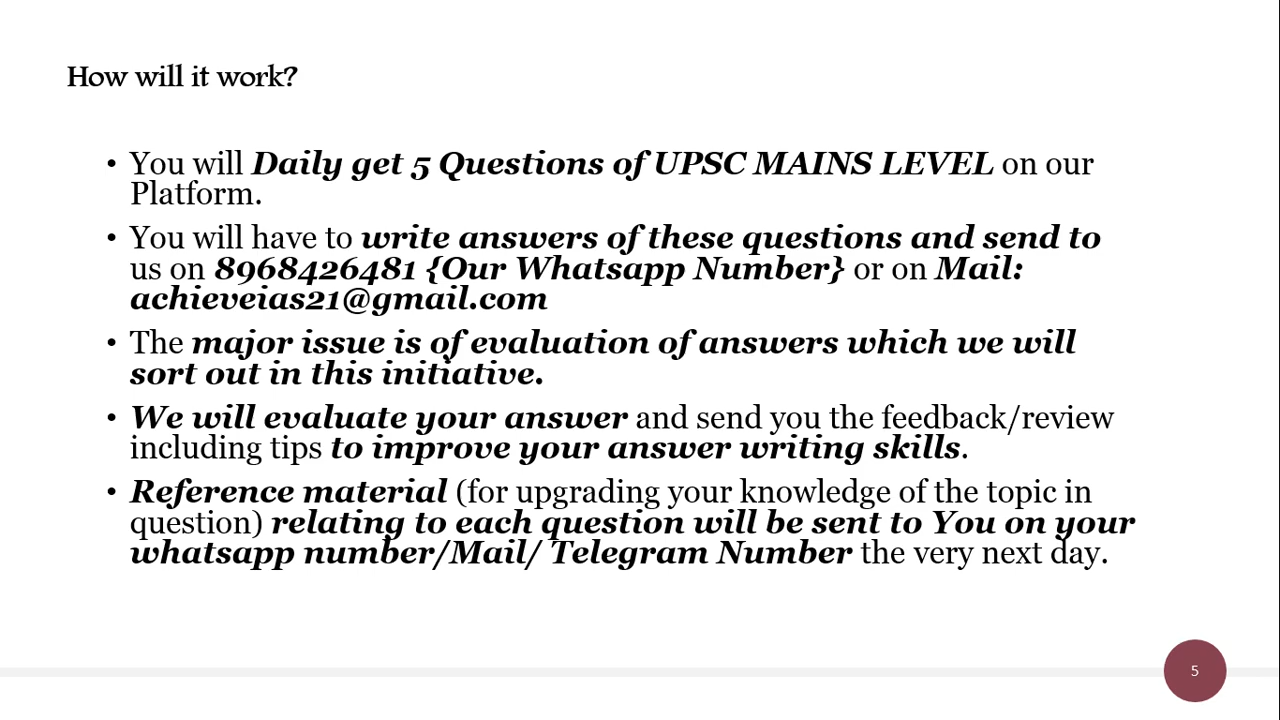 How will it work?
• You will Daily get 5 Questions of UPSC MAINS LEVEL on our
Platform.
• You will have to write answers of these questions and send to
us on 8968426481 {Our Whatsapp Number} or on Mail:
achieveias21@gmail.com
• The major issue is of evaluation of answers which we will
sort out in this initiative.
• We will evaluate your answer and send you the feedback/review
including tips to improve your answer writing skills.
• Reference material (for upgrading your knowledge of the topic in
question) relating to each question will be sent to You on your
whatsapp number/Mail/ Telegram Number the very next day.
5